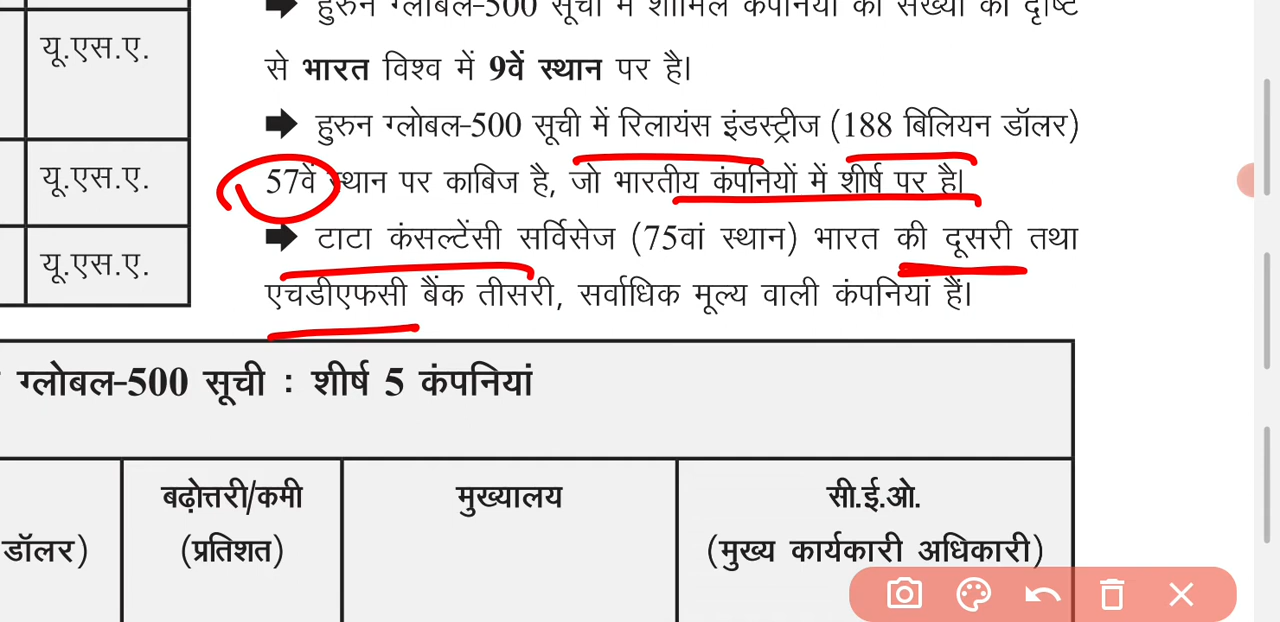 यू.एस.ए.
यू.एस.ए.
यू.एस.ए.
➡ हुरुन ग्लोबल-500 सूची में शामिल कंपनियों की संख्या की दृष्टि
से भारत विश्व में 9वें स्थान पर है।
➡ हुरुन ग्लोबल-500 सूची में रिलायंस इंडस्ट्रीज (188 बिलियन डॉलर)
57वें स्थान पर काबिज है, जो भारतीय कंपनियों में शीर्ष पर है।
➡ टाटा कंसल्टेंसी सर्विसेज (75वां स्थान) भारत की दूसरी तथा
एचडीएफसी बैंक तीसरी, सर्वाधिक मूल्य वाली कंपनियां हैं।
ग्लोबल-500 सूची : शीर्ष 5 कंपनियां
डॉलर)
बढ़ोत्तरी/कमी
(प्रतिशत)
मुख्यालय
सी.ई.ओ.
(मुख्य कार्यकारी अधिकारी)